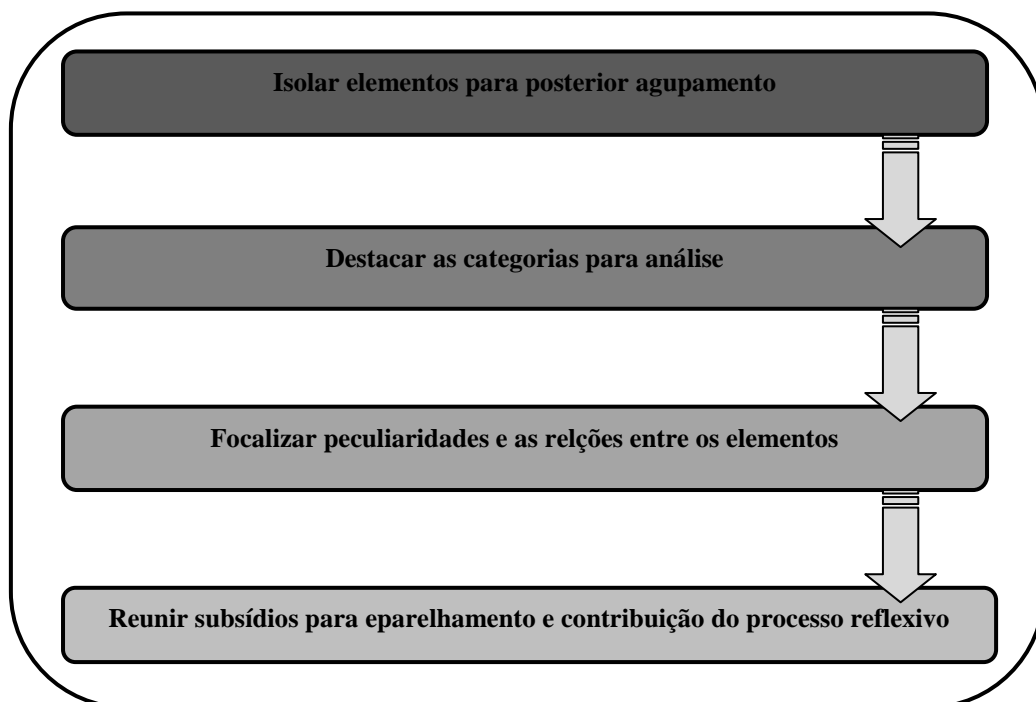 Isolar elementos para posterior agupamento
Destacar as categorias para análise
Focalizar peculiaridades e as relções entre os elementos
Reunir subsídios para eparelhamento e contribuição do processo reflexivo